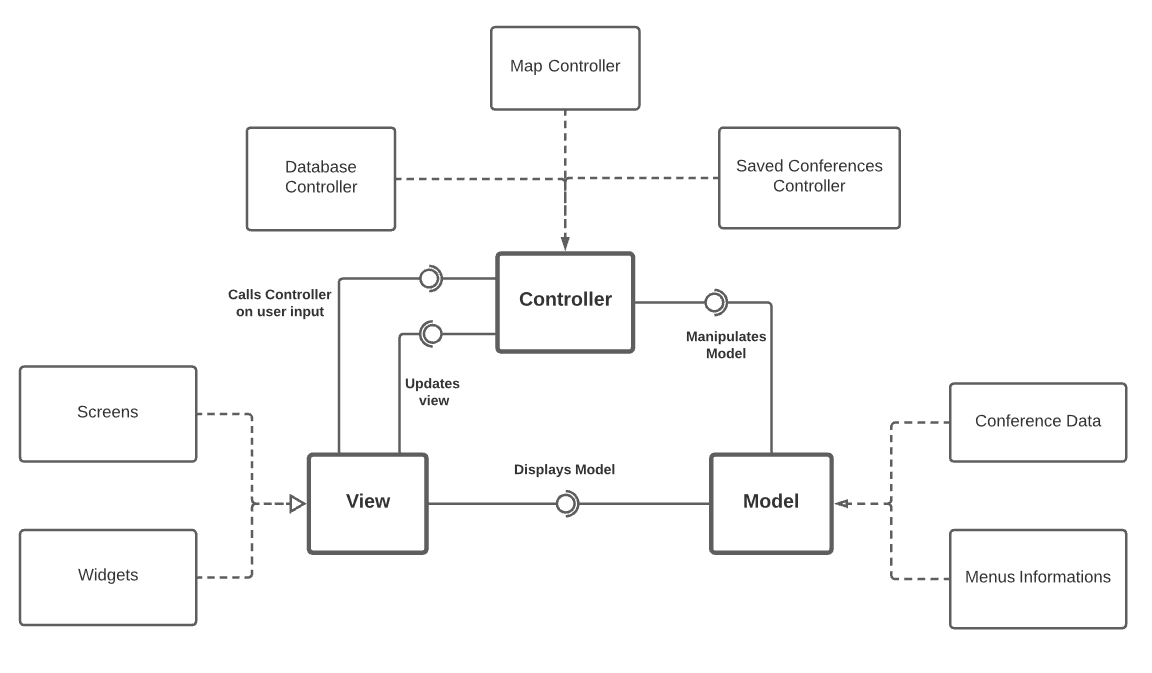 Map Controller
Database
Controller
Saved Conferences
Controller
Calls Controller
on user input
Controller
Manipulates
Model
Updates
view
Screens
Conference Data
Displays Model
View
Model
Widgets
Menus Informations